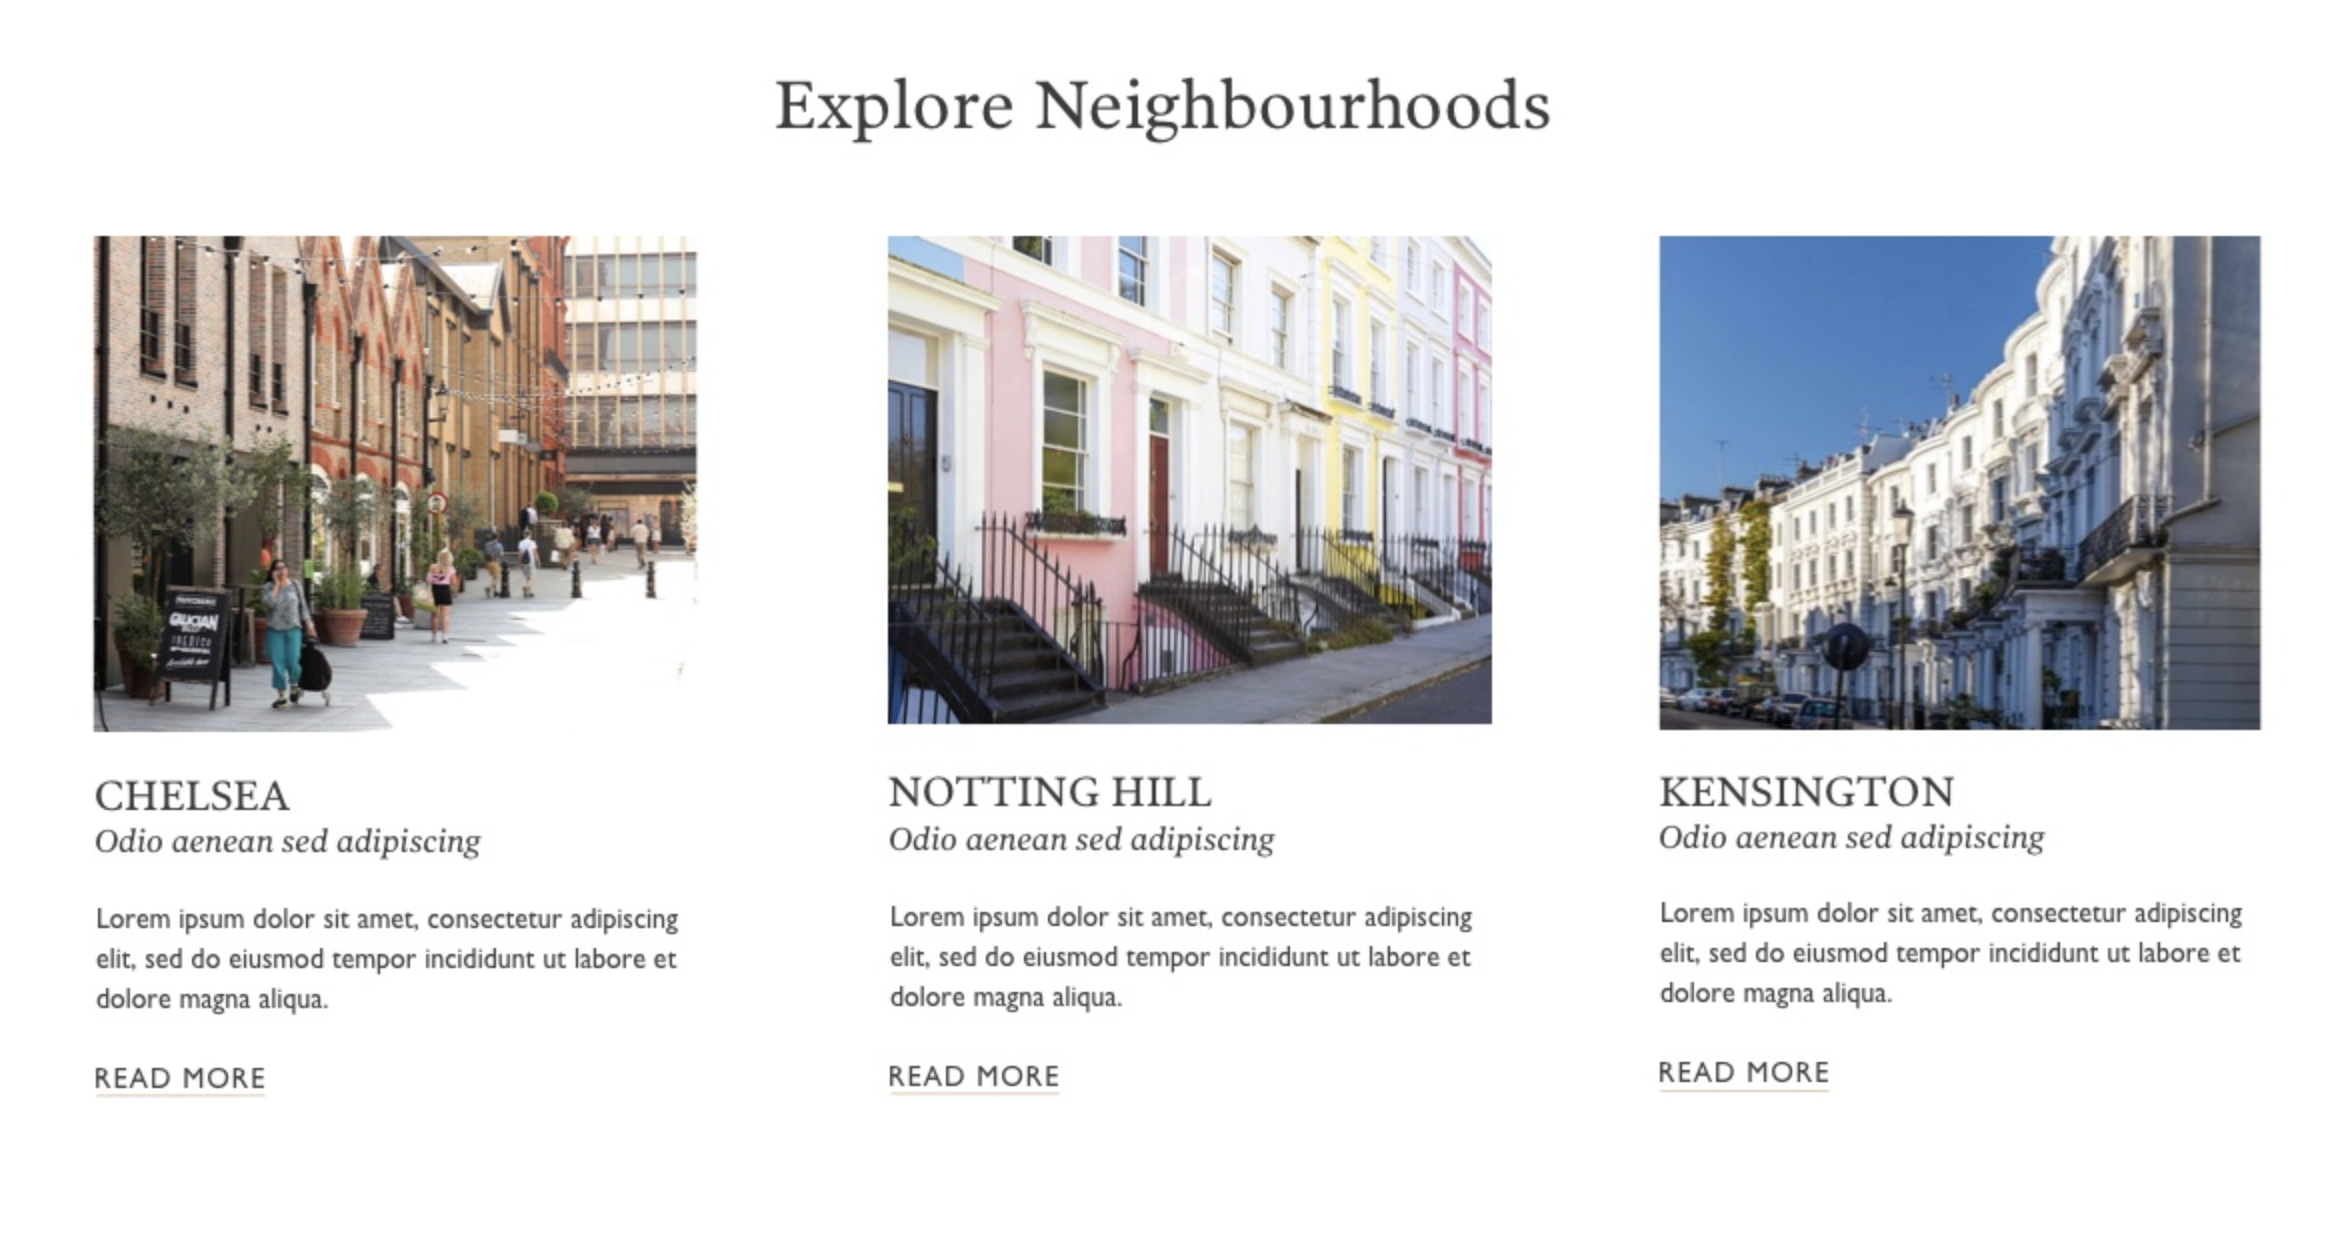 Explore Neighbourhoods
GALICIAN
IBERICO
CHELSEA
Odio aenean sed adipiscing
Lorem ipsum dolor sit amet, consectetur adipiscing
elit, sed do eiusmod tempor incididunt ut labore et
dolore magna aliqua.
READ MORE
NOTTING HILL
Odio aenean sed adipiscing
Lorem ipsum dolor sit amet, consectetur adipiscing
elit, sed do eiusmod tempor incididunt ut labore et
dolore magna aliqua.
READ MORE
KENSINGTON
Odio aenean sed adipiscing
Lorem ipsum dolor sit amet, consectetur adipiscing
elit, sed do eiusmod tempor incididunt ut labore et
dolore magna aliqua.
READ MORE